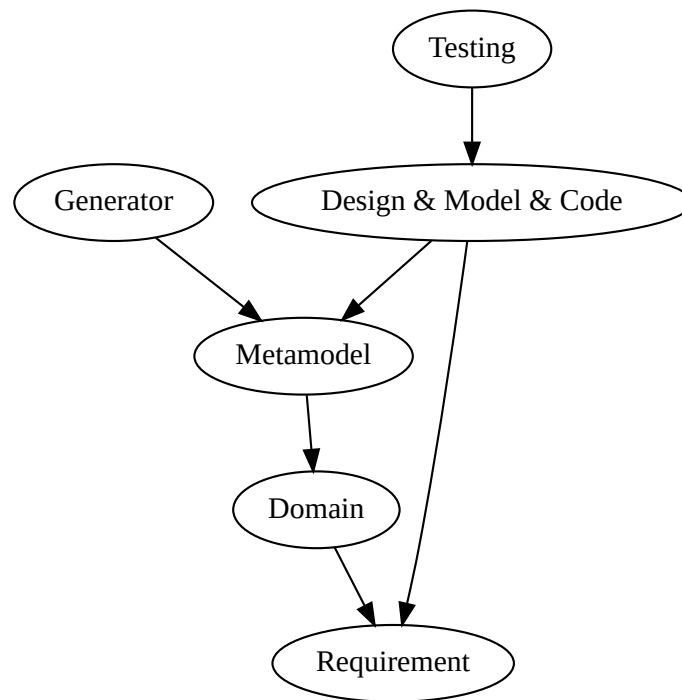 Testing
Generator
Design & Model & Code
Metamodel
Domain
Requirement